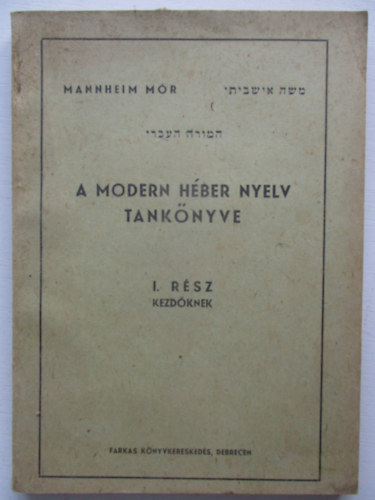 MANNHEIM MÓR משה אישביתי
המורה העברי
A MODERN HÉBER NYELV
TANKÖNYVE
I. RÉSZ
KEZDŐKNEK
FARKAS KÖNYVKERESKEDÉS, DEBRECEN